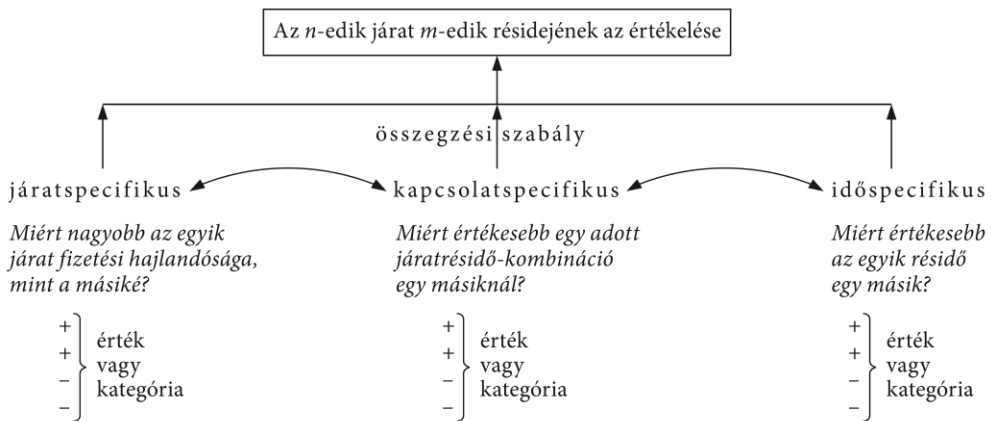 Az n-edik járat m-edik résidejének az értékelése
összegzési szabály
járatspecifikus
kapcsolatspecifikus
időspecifikus
Miért nagyobb az egyik
járat fizetési hajlandósága,
mint a másiké?
Miért értékesebb egy adott
járatrésidő-kombináció
egy másiknál?
Miért értékesebb
az egyik résidő
egy másik?
+
+
–
–
érték
vagy
kategória
+
+
–
–
érték
vagy
kategória
+
+
–
–
érték
vagy
kategória